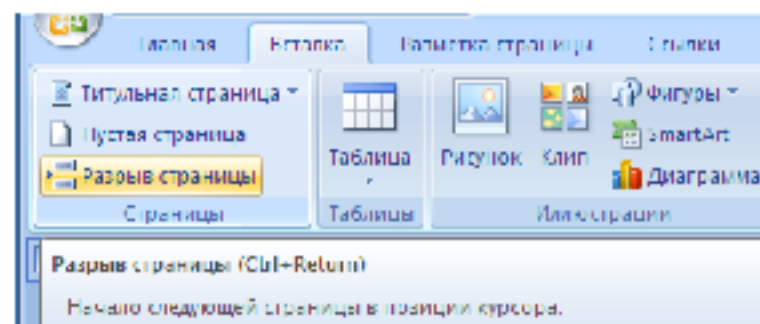 Главная Вставка Разметка страницы Ссылки
Титульная страница
Пустая страница
Разрыв страницы
Таблица
Рисунок
Клип
Фигуры
SmartArt
Диаграмма
Страницы
Таблицы
Иллюстрации
Разрыв страницы (Ctrl+Return)
Начало следующей страницы в позиции курсора.